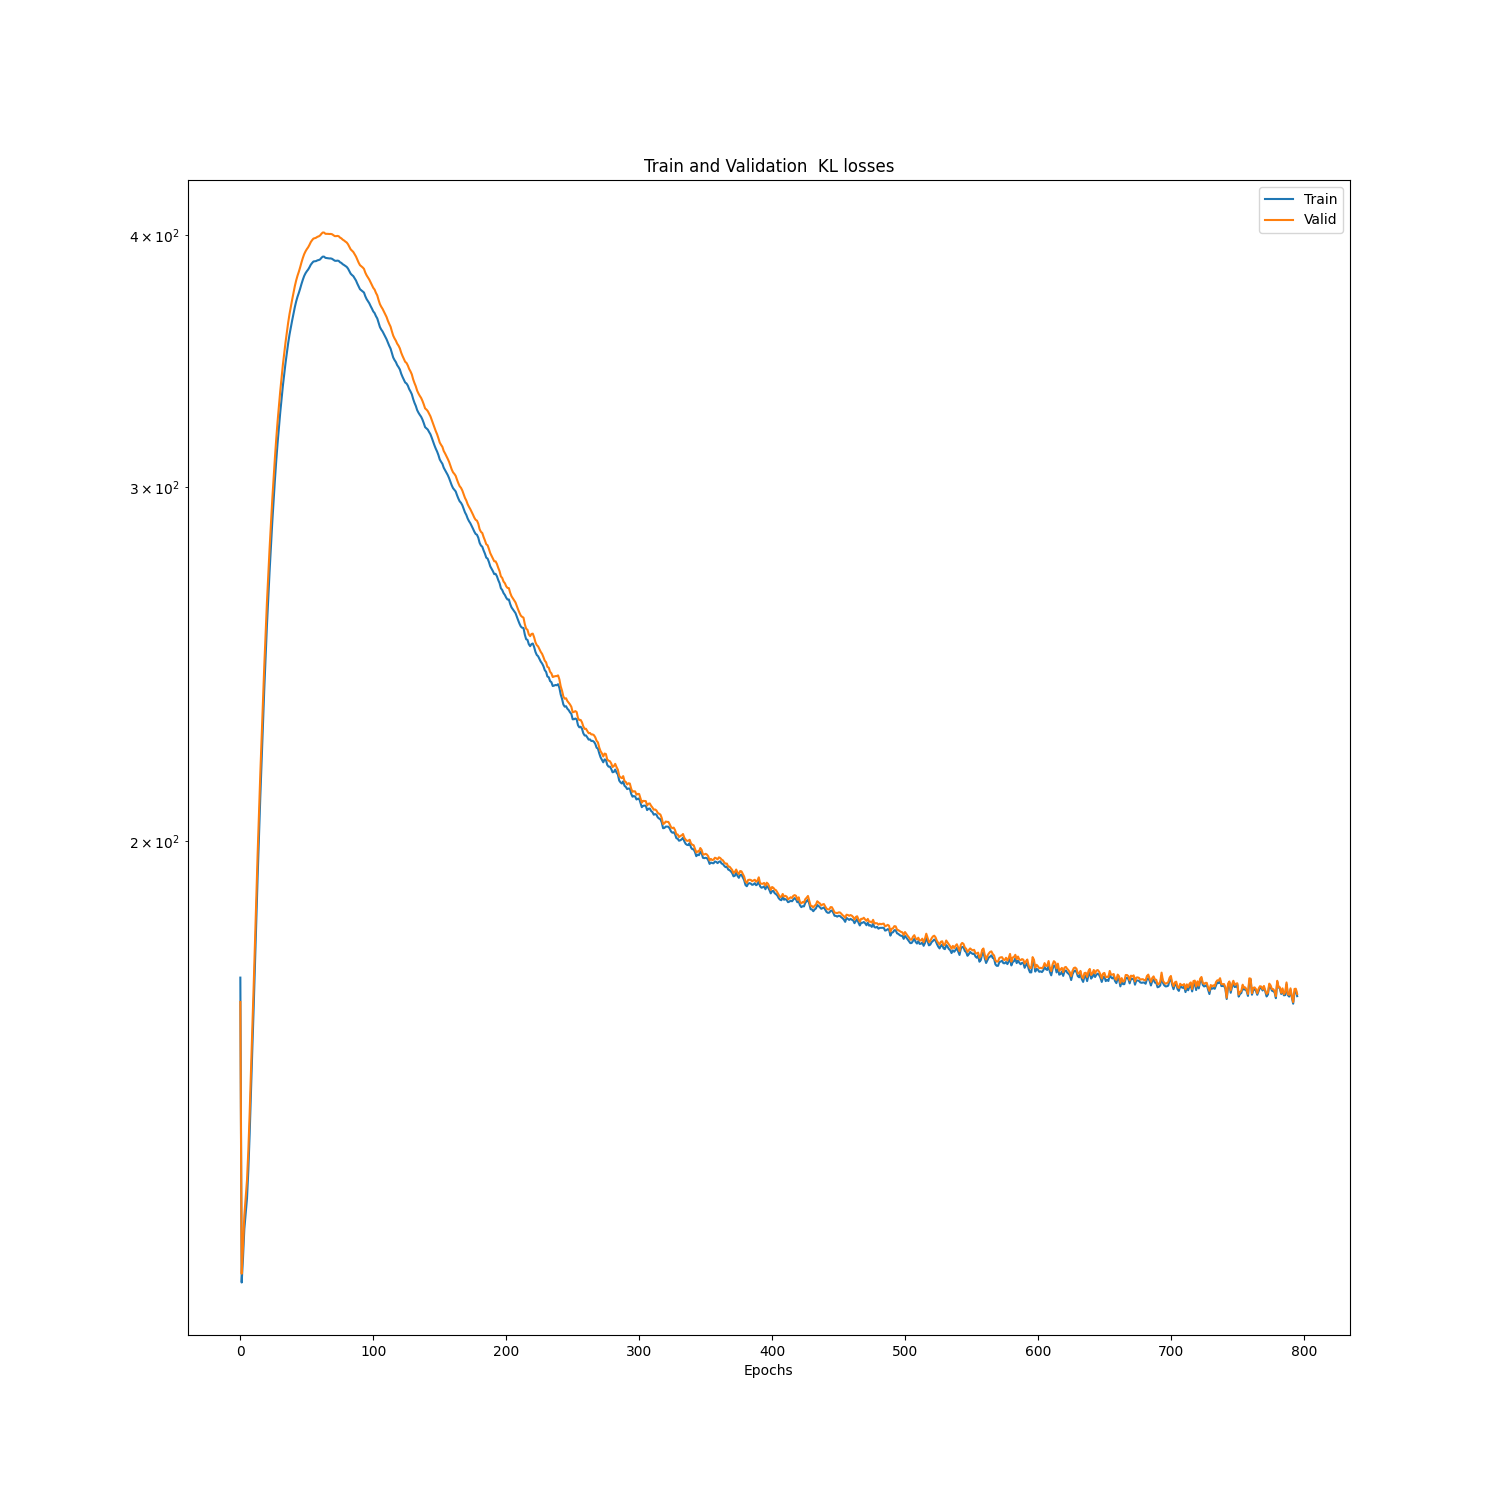 Train and Validation  KL losses
Train
Valid
4 × 10²
3 × 10²
2 × 10²
0 100 200 300 400 500 600 700 800
Epochs